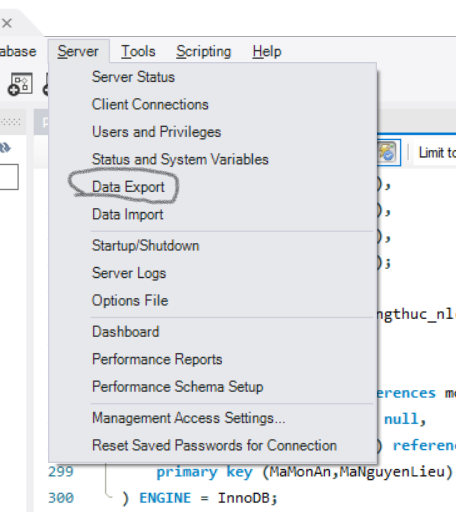 abase Server Tools Scripting Help
Server Status
Client Connections
Users and Privileges
Status and System Variables
Data Export
Data Import
Startup/Shutdown
Server Logs
Options File
Dashboard
Performance Reports
Performance Schema Setup
Management Access Settings...
Reset Saved Passwords for Connection
Limit to
),
),
),
);
ngthuc_nl
erences m
null,
) referen
299 primary key (MaMonAn,MaNguyenLieu)
300 ) ENGINE = InnoDB;